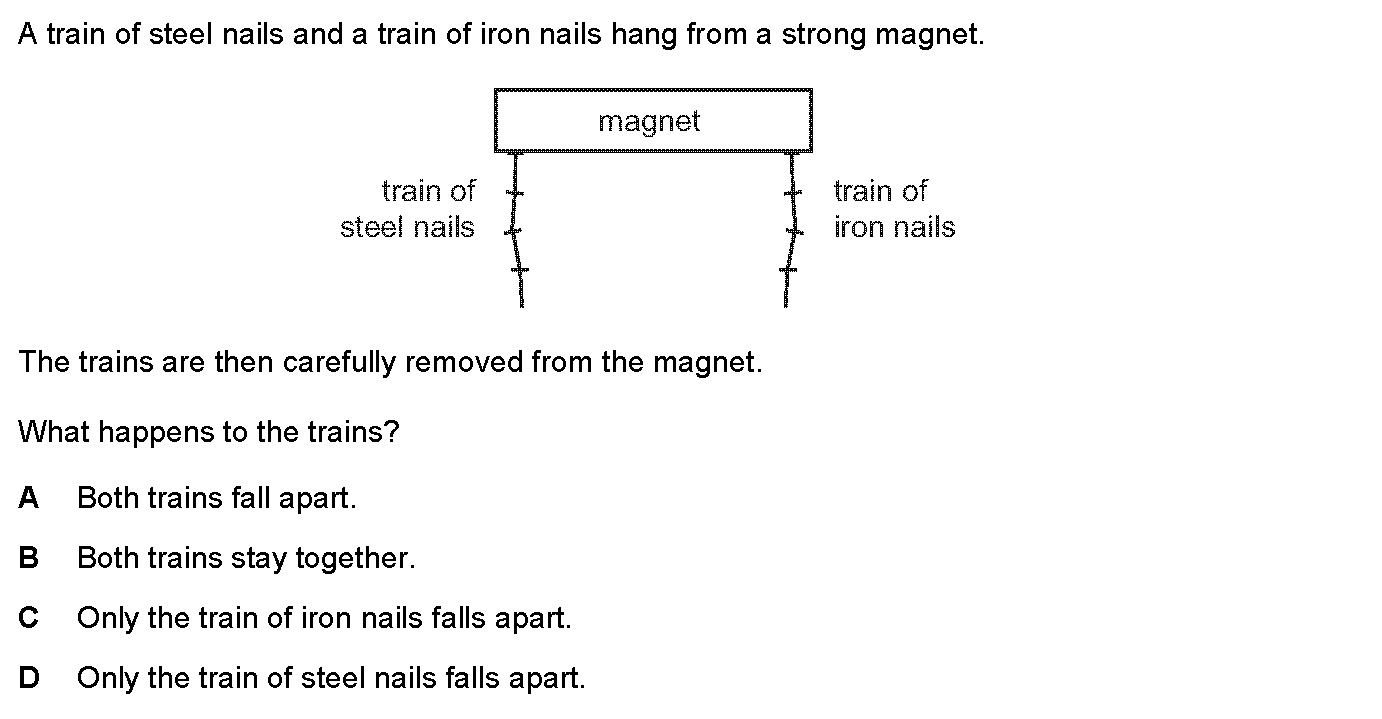 A train of steel nails and a train of iron nails hang from a strong magnet.
magnet
train of
steel nails
train of
iron nails
The trains are then carefully removed from the magnet.
What happens to the trains?
A Both trains fall apart.
B Both trains stay together.
C Only the train of iron nails falls apart.
D Only the train of steel nails falls apart.